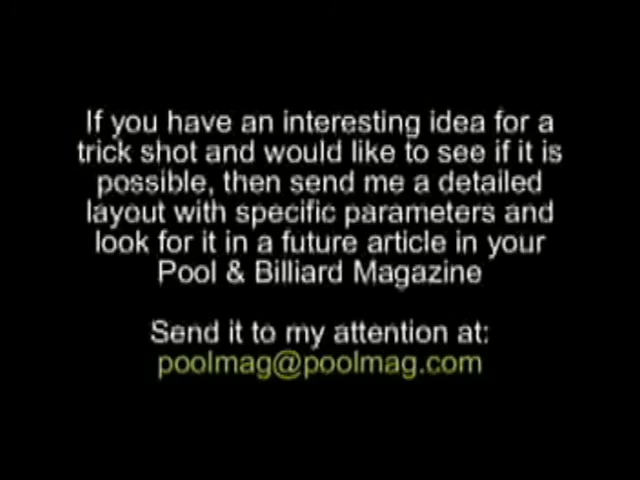 If you have an interesting idea for a
trick shot and would like to see if it is
possible, then send me a detailed
layout with specific parameters and
look for it in a future article in your
Pool & Billiard Magazine
Send it to my attention at:
poolmag@poolmag.com